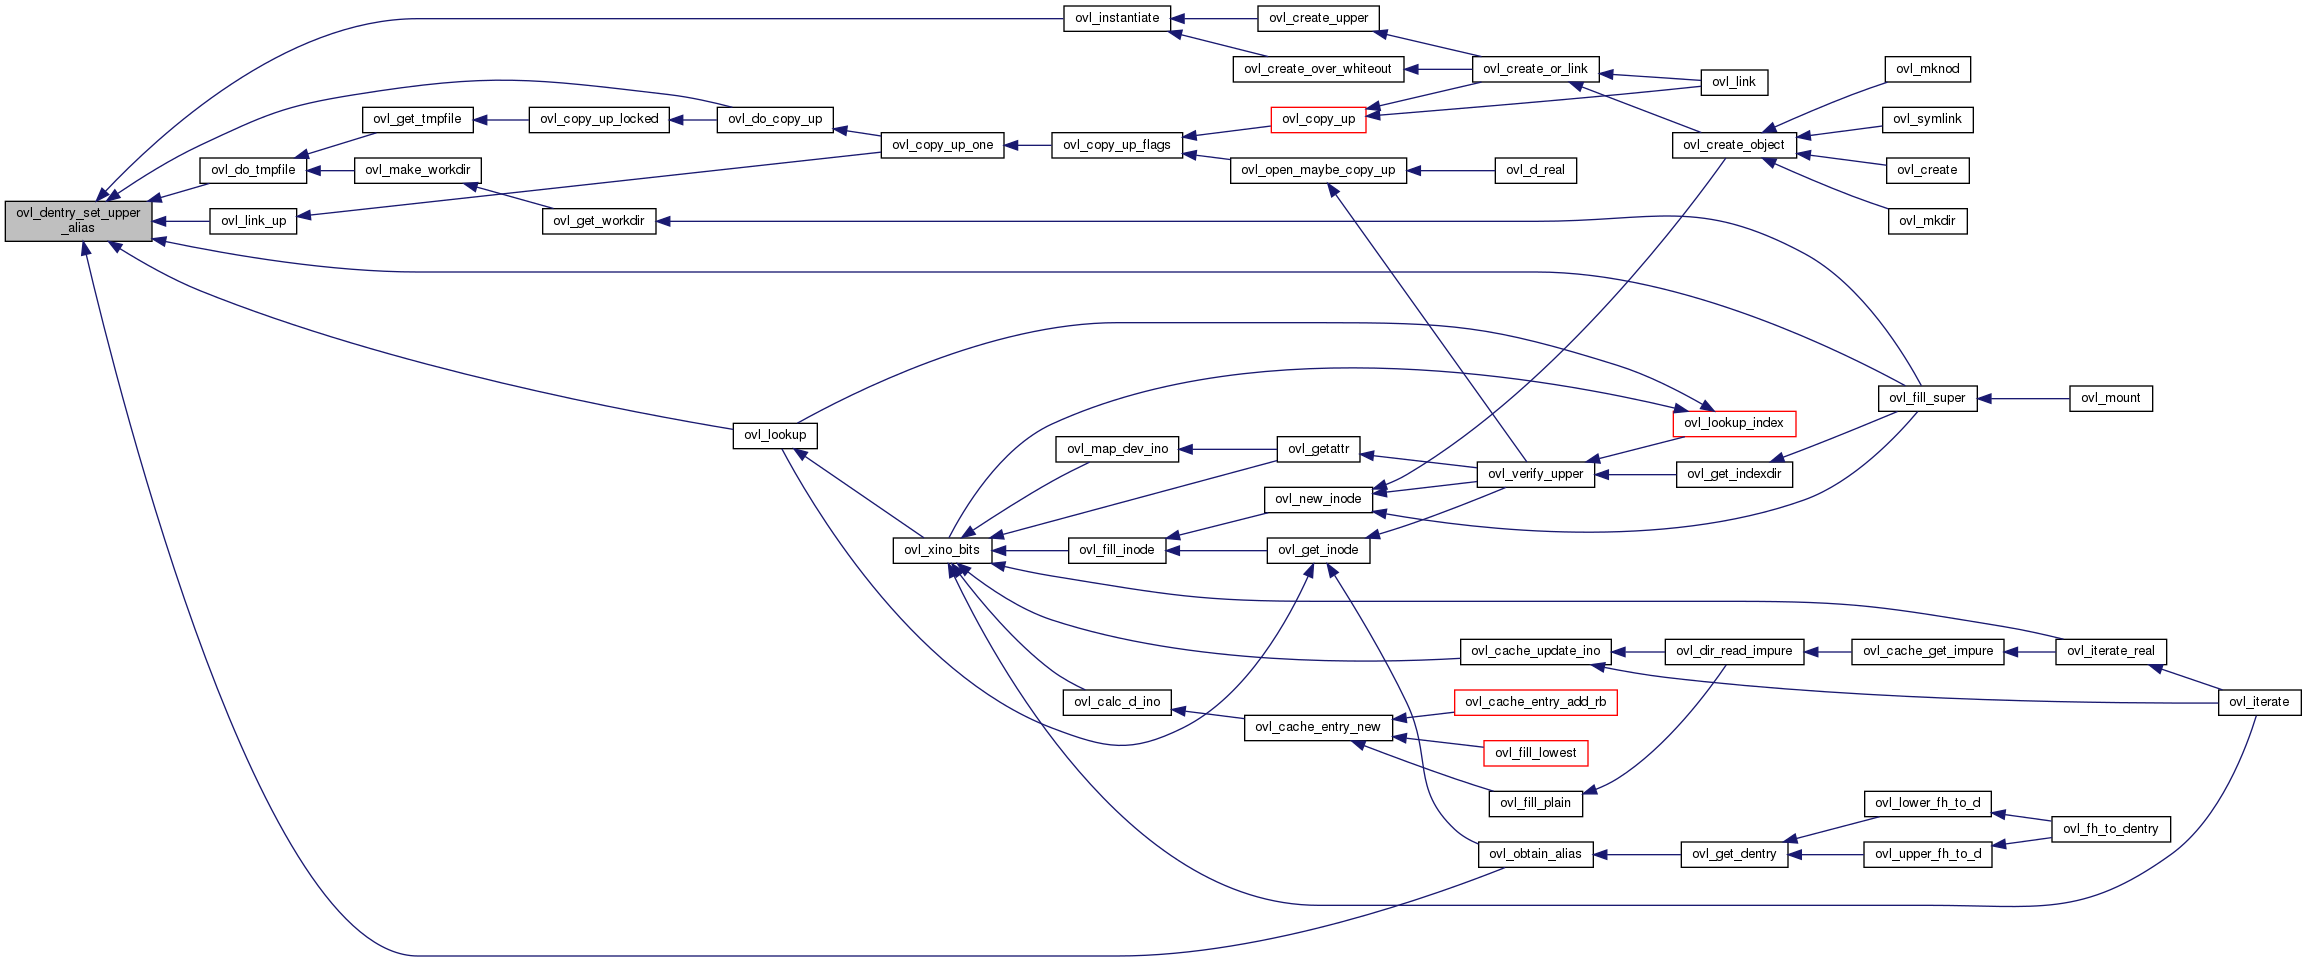 ovl_dentry_set_upper
_alias
ovl_instantiate
ovl_create_upper
ovl_create_over_whiteout
ovl_create_or_link
ovl_link
ovl_mknod
ovl_get_tmpfile
ovl_copy_up_locked
ovl_do_copy_up
ovl_copy_up
ovl_symlink
ovl_copy_up_one
ovl_copy_up_flags
ovl_create_object
ovl_do_tmpfile
ovl_make_workdir
ovl_open_maybe_copy_up
ovl_d_real
ovl_create
ovl_link_up
ovl_get_workdir
ovl_mkdir
ovl_fill_super
ovl_mount
ovl_lookup
ovl_lookup_index
ovl_map_dev_ino
ovl_getattr
ovl_verify_upper
ovl_get_indexdir
ovl_new_inode
ovl_xino_bits
ovl_fill_inode
ovl_get_inode
ovl_cache_update_ino
ovl_dir_read_impure
ovl_cache_get_impure
ovl_iterate_real
ovl_calc_d_ino
ovl_cache_entry_add_rb
ovl_iterate
ovl_cache_entry_new
ovl_fill_lowest
ovl_fill_plain
ovl_lower_fh_to_d
ovl_fh_to_dentry
ovl_obtain_alias
ovl_get_dentry
ovl_upper_fh_to_d